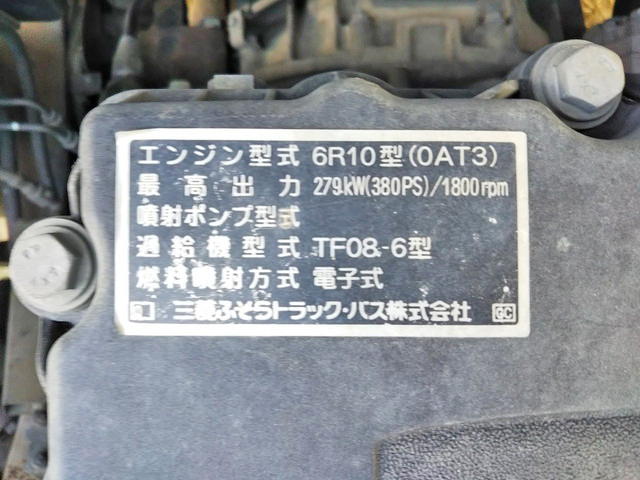 エンジン型式 6R10型(0AT3)
最高出力 279kW(380PS)/1800rpm
噴射ポンプ型式
過給機型式 TF08-6型
燃料噴射方式 電子式
三菱ふそうトラック・バス株式会社 GC